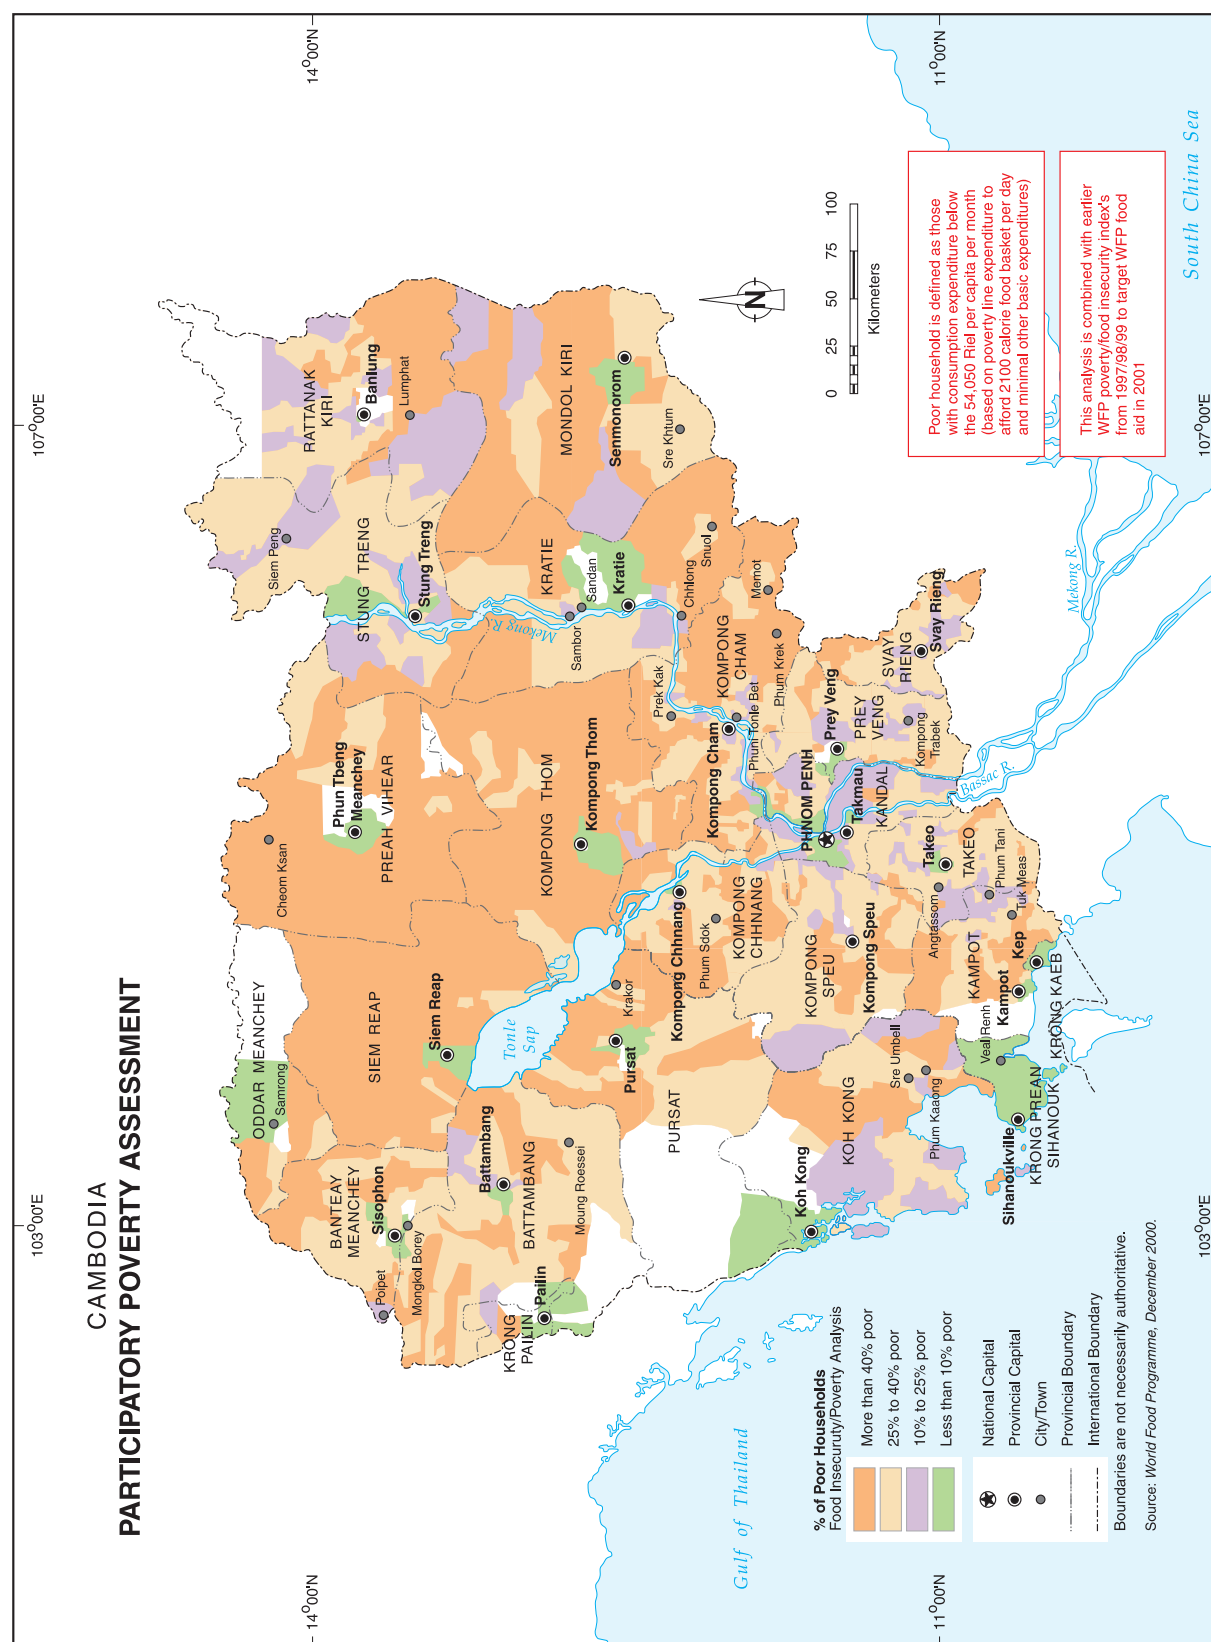 CAMBODIA
PARTICIPATORY POVERTY ASSESSMENT
103°00'E
107°00'E
14°00'N
14°00'N
11°00'N
11°00'N
103°00'E
107°00'E
ODDAR MEANCHEY
Samrong
BANTEAY
MEANCHEY
Sisophon
Poipet
Mongkol Borey
SIEM REAP
Siem Reap
Cheom Ksan
Phun Tbeng
Meanchey
PREAH VIHEAR
STUNG TRENG
Siem Peng
Stung Treng
RATTANAK
KIRI
Banlung
Lumphat
Battambang
BATTAMBANG
Moung Roessei
KRONG
PAILIN
Pailin
Tonle
Sap
KOMPONG THOM
Kompong Thom
KRATIE
Sandan
Sambor
Kratie
Mekong R.
Chhlong
Snuol
MONDOL KIRI
Senmonorom
Sre Khtum
PURSAT
Pursat
Krakor
Kompong Chhnang
Phum Sdok
KOMPONG
CHHNANG
Prek Kak
KOMPONG
CHAM
Kompong Cham
Phum Tonle Bet
Phum Krek
Memot
KOH KONG
Koh Kong
Sre Umbell
Phum Kaaong
KOMPONG
SPEU
Kompong Speu
PHNOM PENH
Takmau
KANDAL
Prey Veng
PREY
VENG
Kompong
Trabek
SVAY
RIENG
Svay Rieng
Takeo
TAKEO
Angtassom
Phum Tani
Tuk Meas
KAMPOT
Kampot
Kep
KRONG KAEB
Veal Renh
KRONG PREAN
SIHANOUK
Sihanoukville
Bassac R.
Mekong R.
Gulf of Thailand
South China Sea
N
0 25 50 75 100
Kilometers
Poor household is defined as those
with consumption expenditure below
the 54,050 Riel per capita per month
(based on poverty line expenditure to
afford 2100 calorie food basket per day
and minimal other basic expenditures)
This analysis is combined with earlier
WFP poverty/food insecurity index's
from 1997/98/99 to target WFP food
aid in 2001
% of Poor Households
Food Insecuruty/Poverty Analysis
More than 40% poor
25% to 40% poor
10% to 25% poor
Less than 10% poor
National Capital
Provincial Capital
City/Town
Provincial Boundary
International Boundary
Boundaries are not necessarily authoritative.
Source: World Food Programme, December 2000.